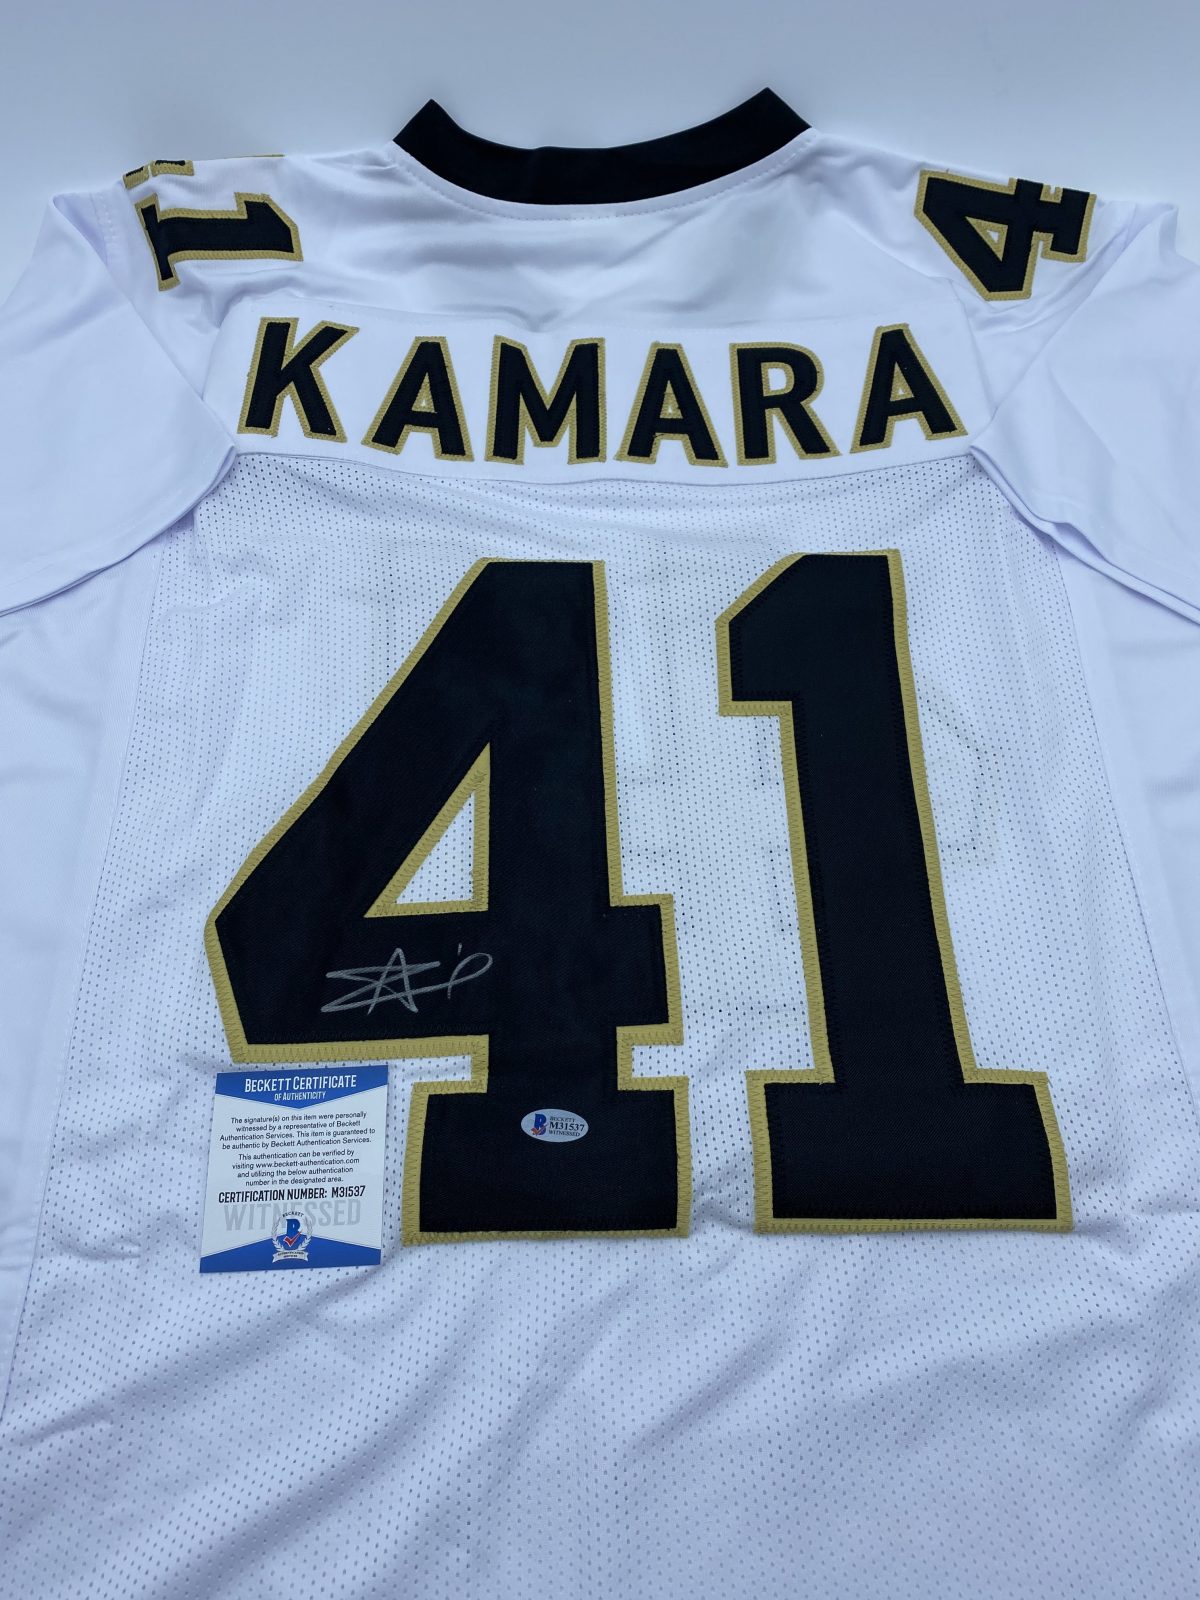 41
4
KAMARA
41
BECKETT CERTIFICATE
OF AUTHENTICITY
The signature(s) on this item were personally
witnessed by a representative of Beckett
Authentication Services. This item is guaranteed to
be authentic by Beckett Authentication Services.
This authentication can be verified by
visiting www.beckett-authentication.com
and utilizing the below authentication
number in the designated area.
CERTIFICATION NUMBER: M31537
WITNESSED
BECKETT
B
BECKETT
B
M31537
WITNESSED